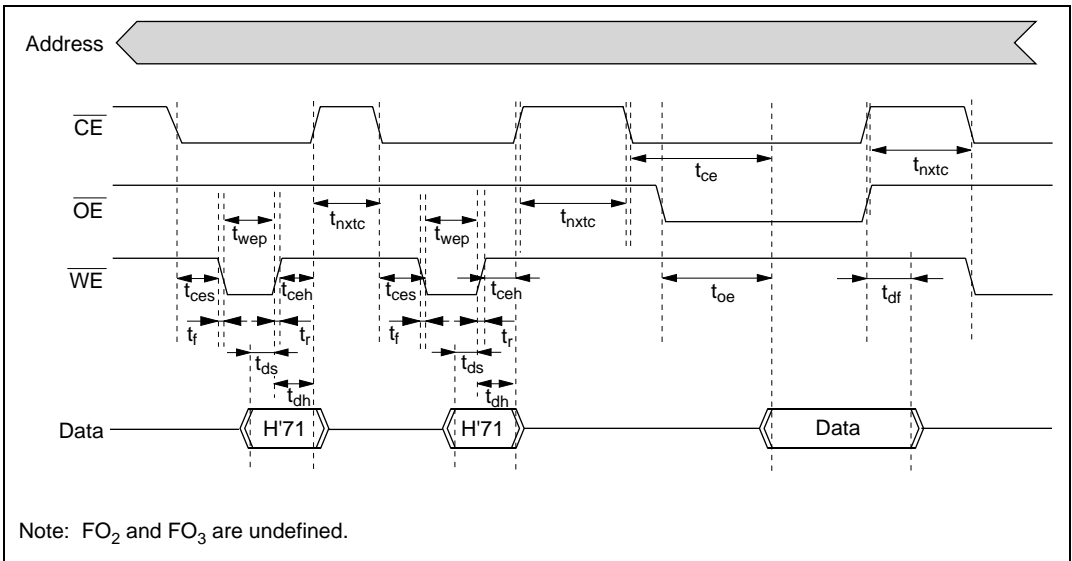 Address
CE
t_ce
t_nxtc
OE
t_wep
t_nxtc
t_wep
t_nxtc
WE
t_ces
t_ceh
t_ces
t_ceh
t_oe
t_df
t_f
t_r
t_f
t_r
t_ds
t_ds
t_dh
t_dh
Data
H'71
H'71
Data
Note: FO₂ and FO₃ are undefined.